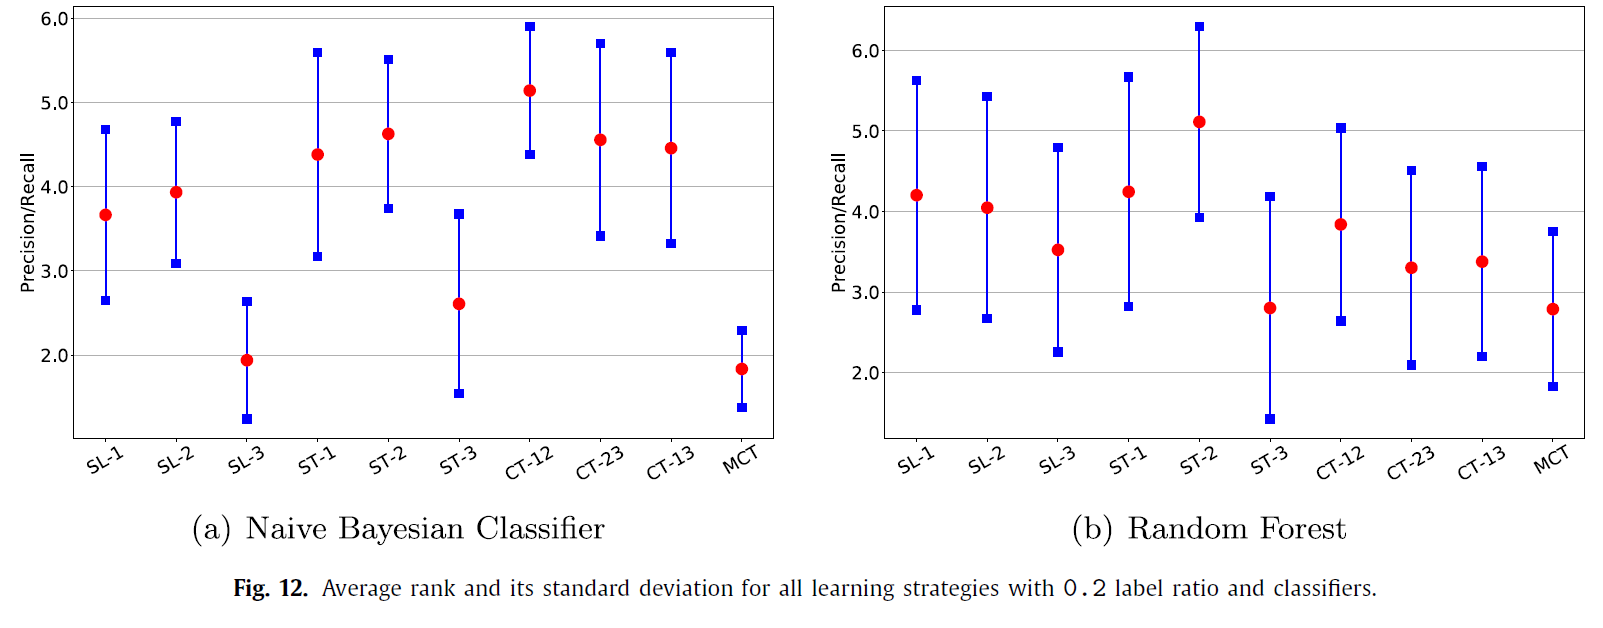 Precision/Recall
6.0
5.0
4.0
3.0
2.0
SL-1 SL-2 SL-3 ST-1 ST-2 ST-3 CT-12 CT-23 CT-13 MCT
(a) Naive Bayesian Classifier
Precision/Recall
6.0
5.0
4.0
3.0
2.0
SL-1 SL-2 SL-3 ST-1 ST-2 ST-3 CT-12 CT-23 CT-13 MCT
(b) Random Forest
Fig. 12. Average rank and its standard deviation for all learning strategies with 0.2 label ratio and classifiers.